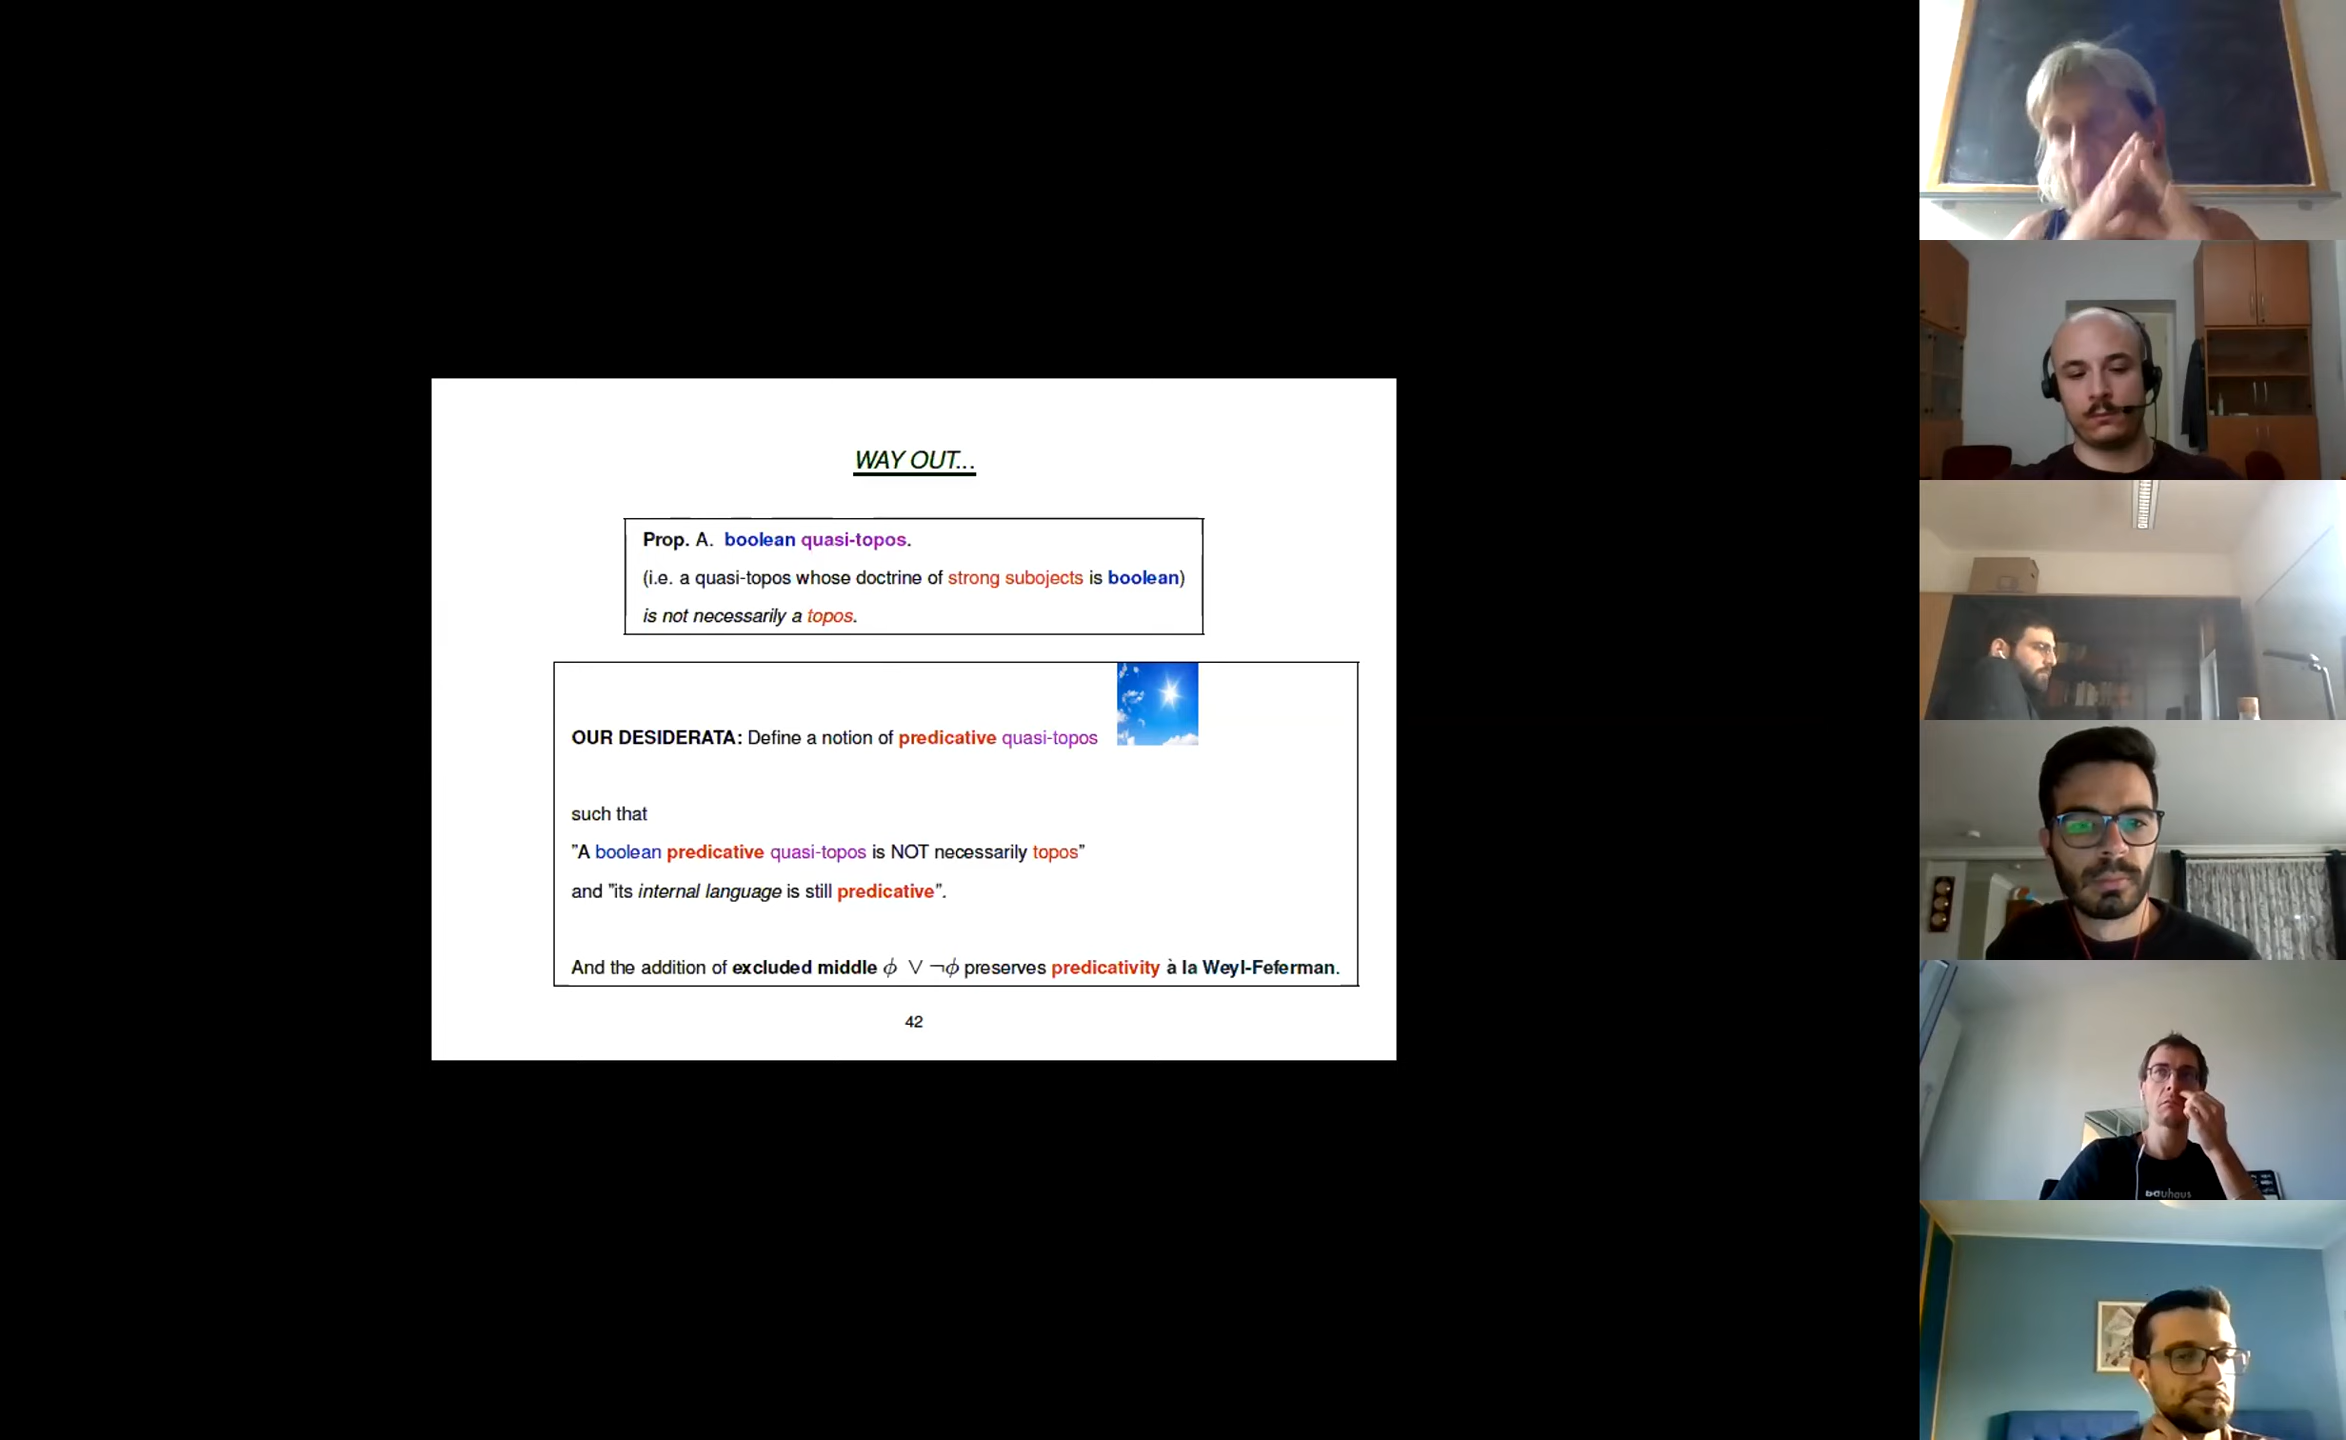 WAY OUT...
Prop. A. boolean quasi-topos.
(i.e. a quasi-topos whose doctrine of strong subojects is boolean)
is not necessarily a topos.
OUR DESIDERATA: Define a notion of predicative quasi-topos
such that
"A boolean predicative quasi-topos is NOT necessarily topos"
and "its internal language is still predicative".
And the addition of excluded middle ϕ ∨ ¬ϕ preserves predicativity à la Weyl-Feferman.
42
bauhaus